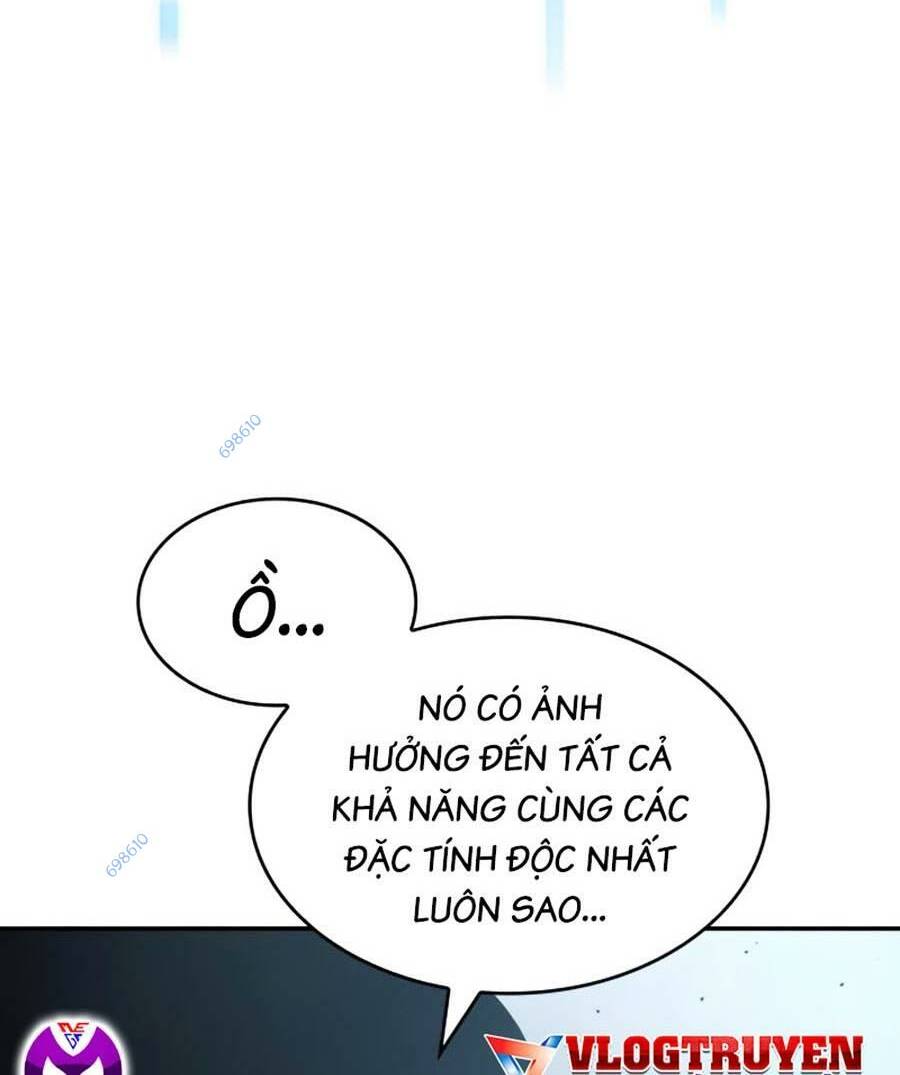 698610
Ồ...
NÓ CÓ ẢNH
HƯỞNG ĐẾN TẤT CẢ
KHẢ NĂNG CÙNG CÁC
ĐẶC TÍNH ĐỘC NHẤT
LUÔN SAO...
698610
VLOGTRUYEN